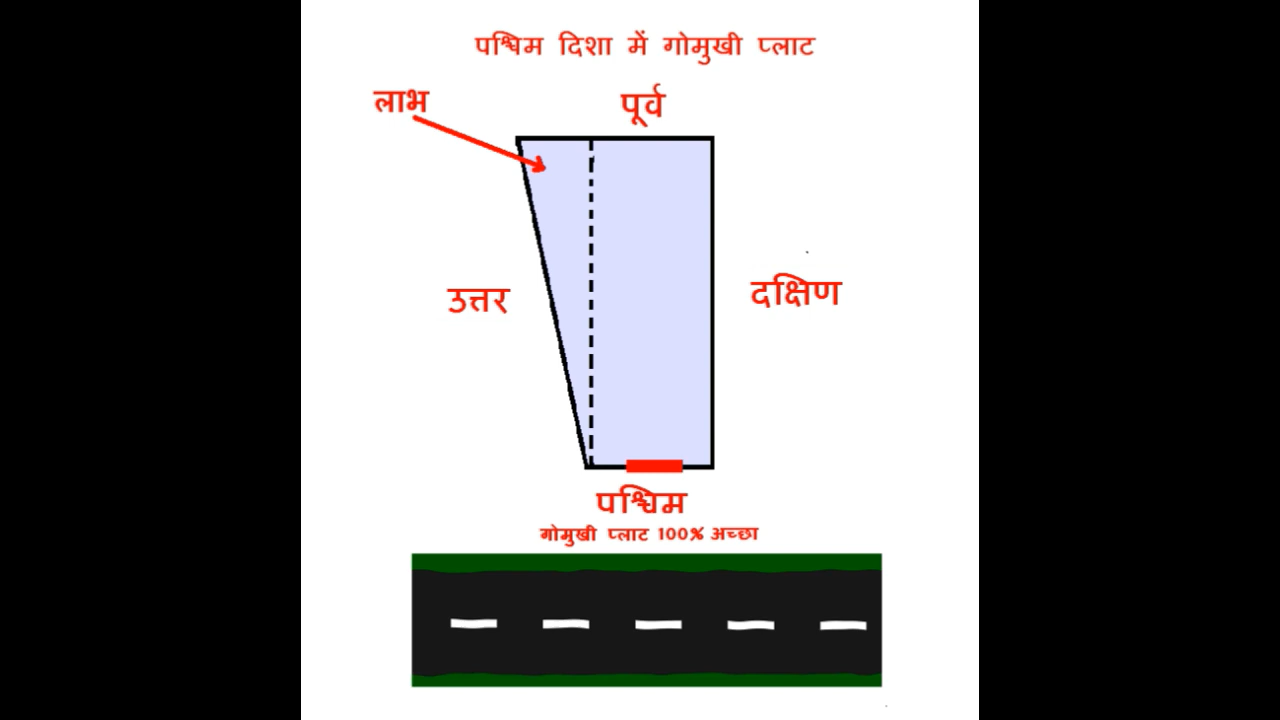 पश्चिम दिशा में गोमुखी प्लाट
लाभ
पूर्व
उत्तर
दक्षिण
पश्चिम
गोमुखी प्लाट 100% अच्छा